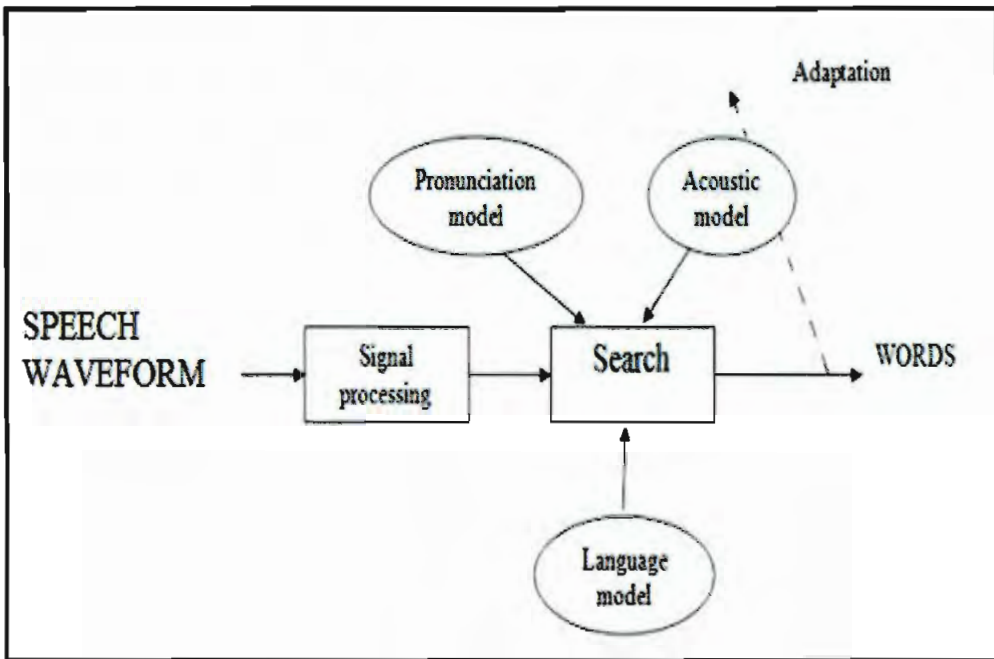 Adaptation
Pronunciation
model
Acoustic
model
SPEECH
WAVEFORM
Signal
processing
Search
WORDS
Language
model